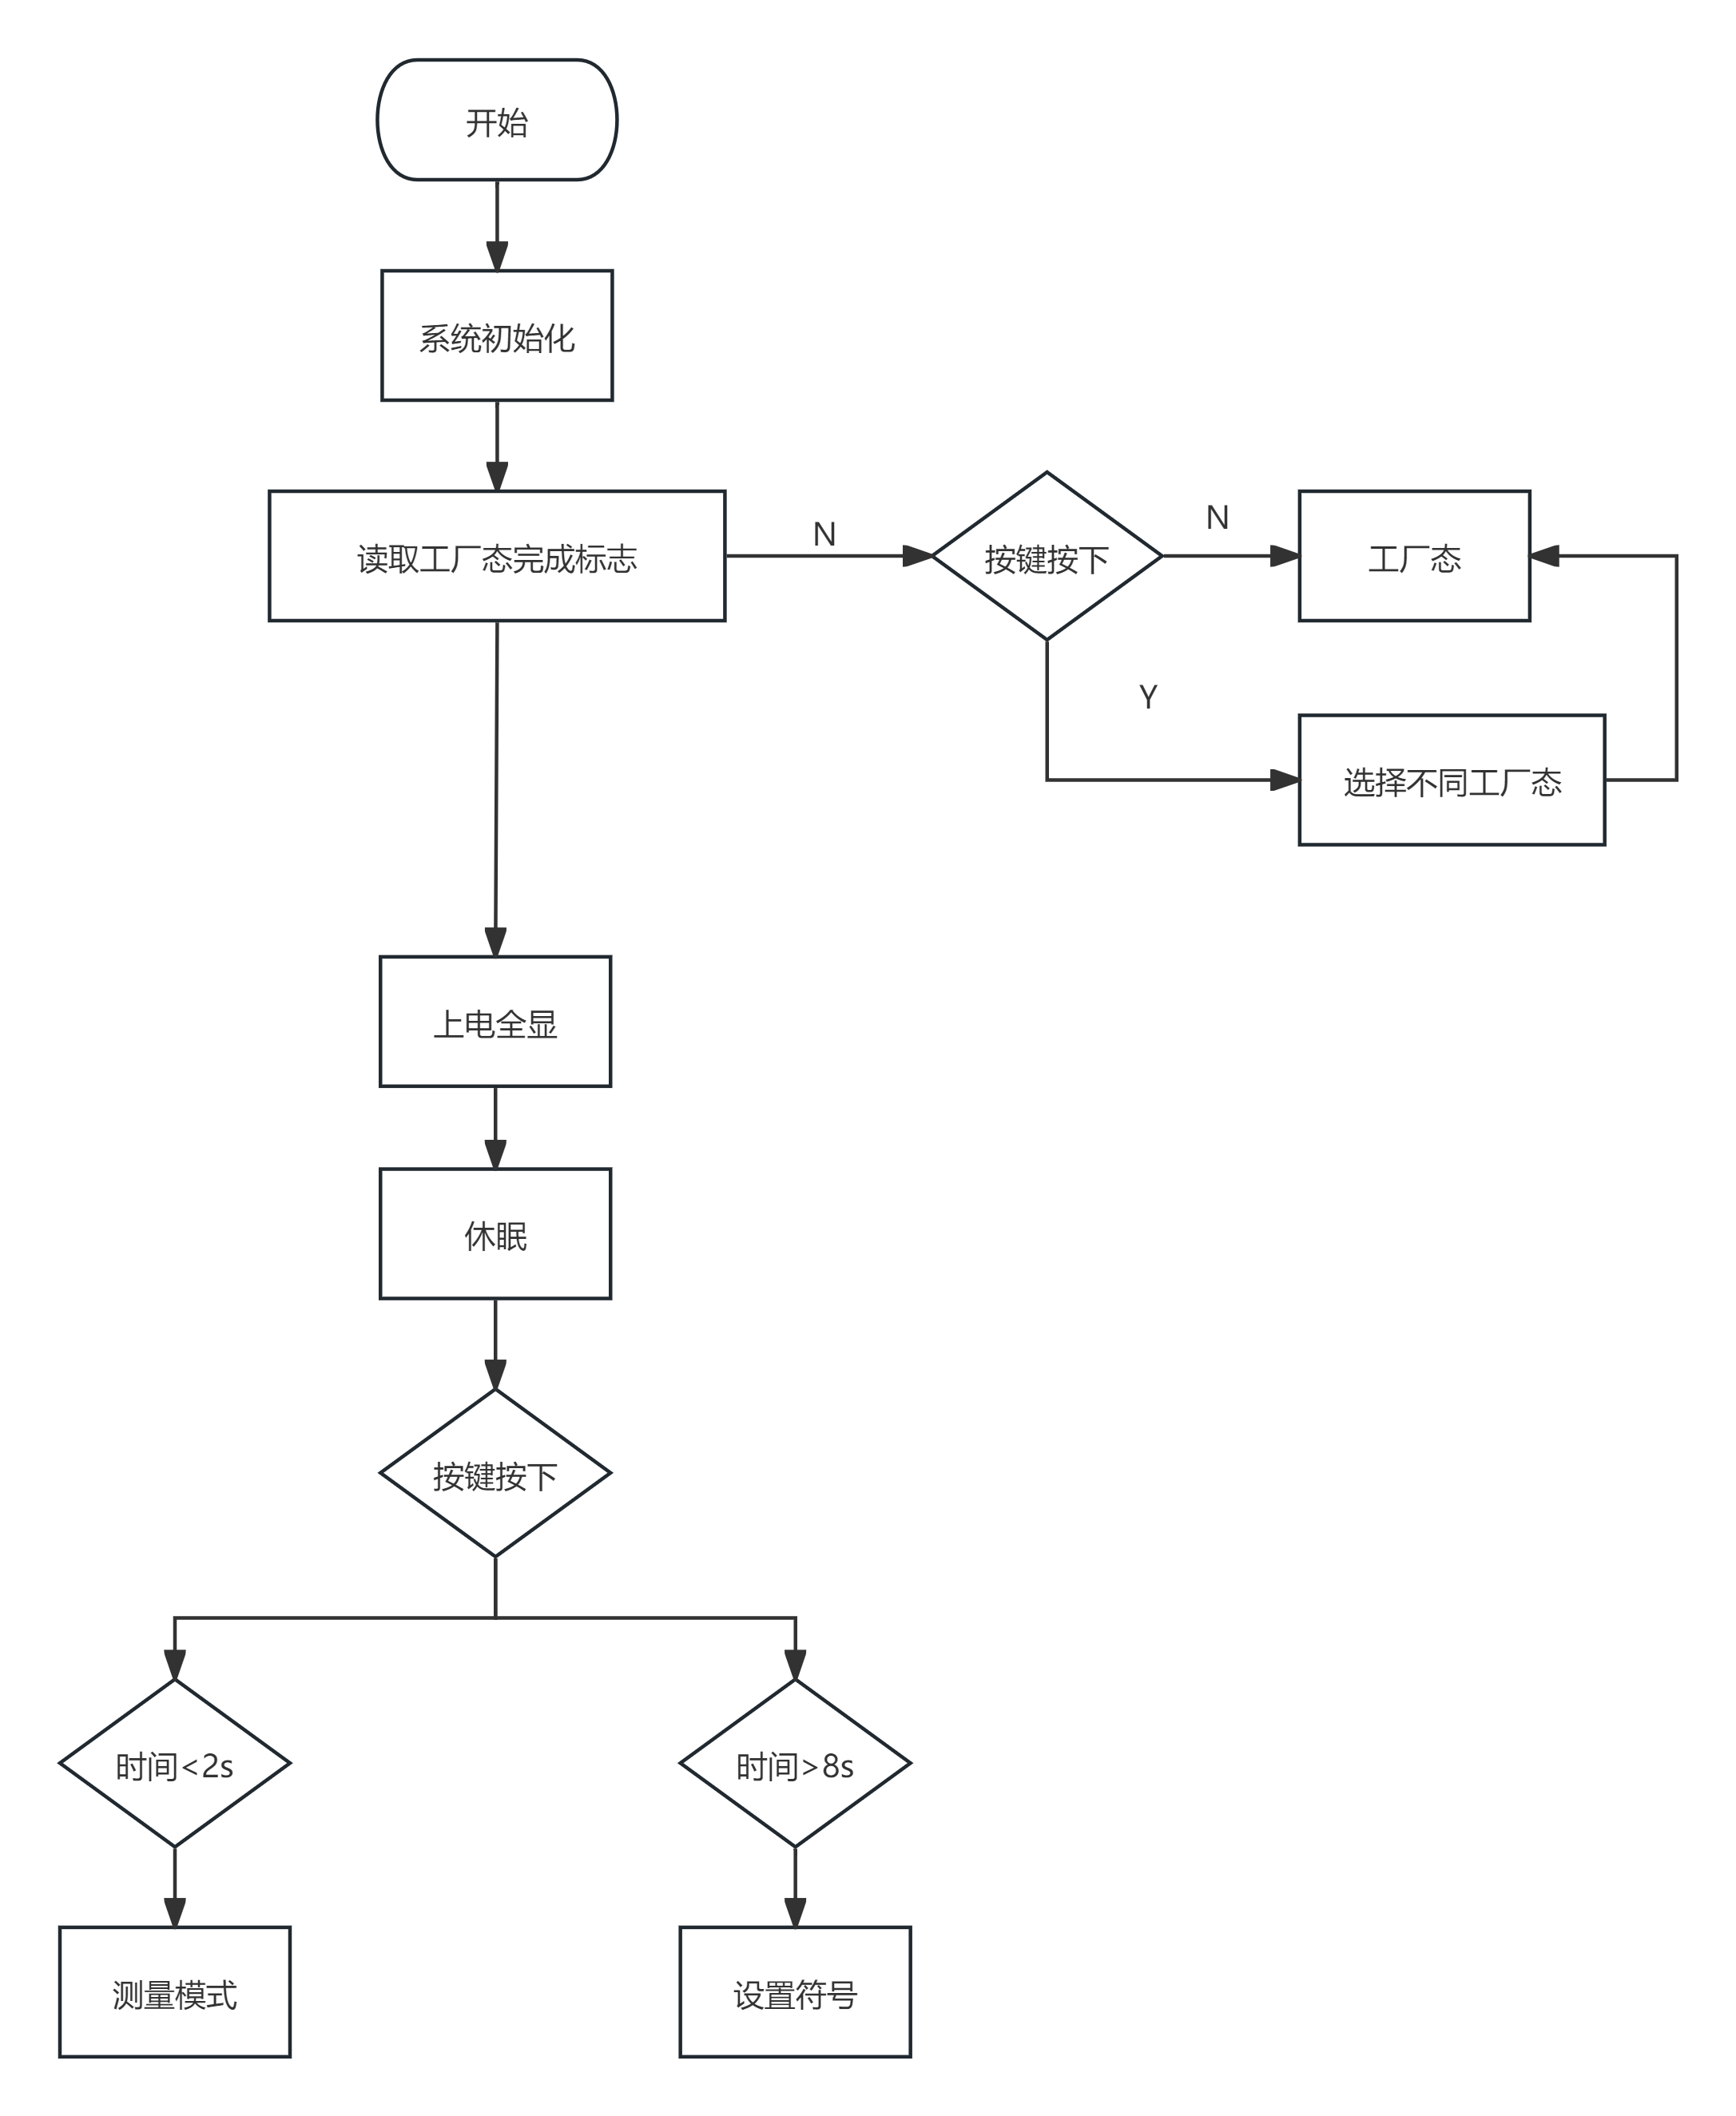 开始
系统初始化
读取工厂态完成标志
N
按键按下
N
工厂态
Y
选择不同工厂态
上电全显
休眠
按键按下
时间<2s
时间>8s
测量模式
设置符号